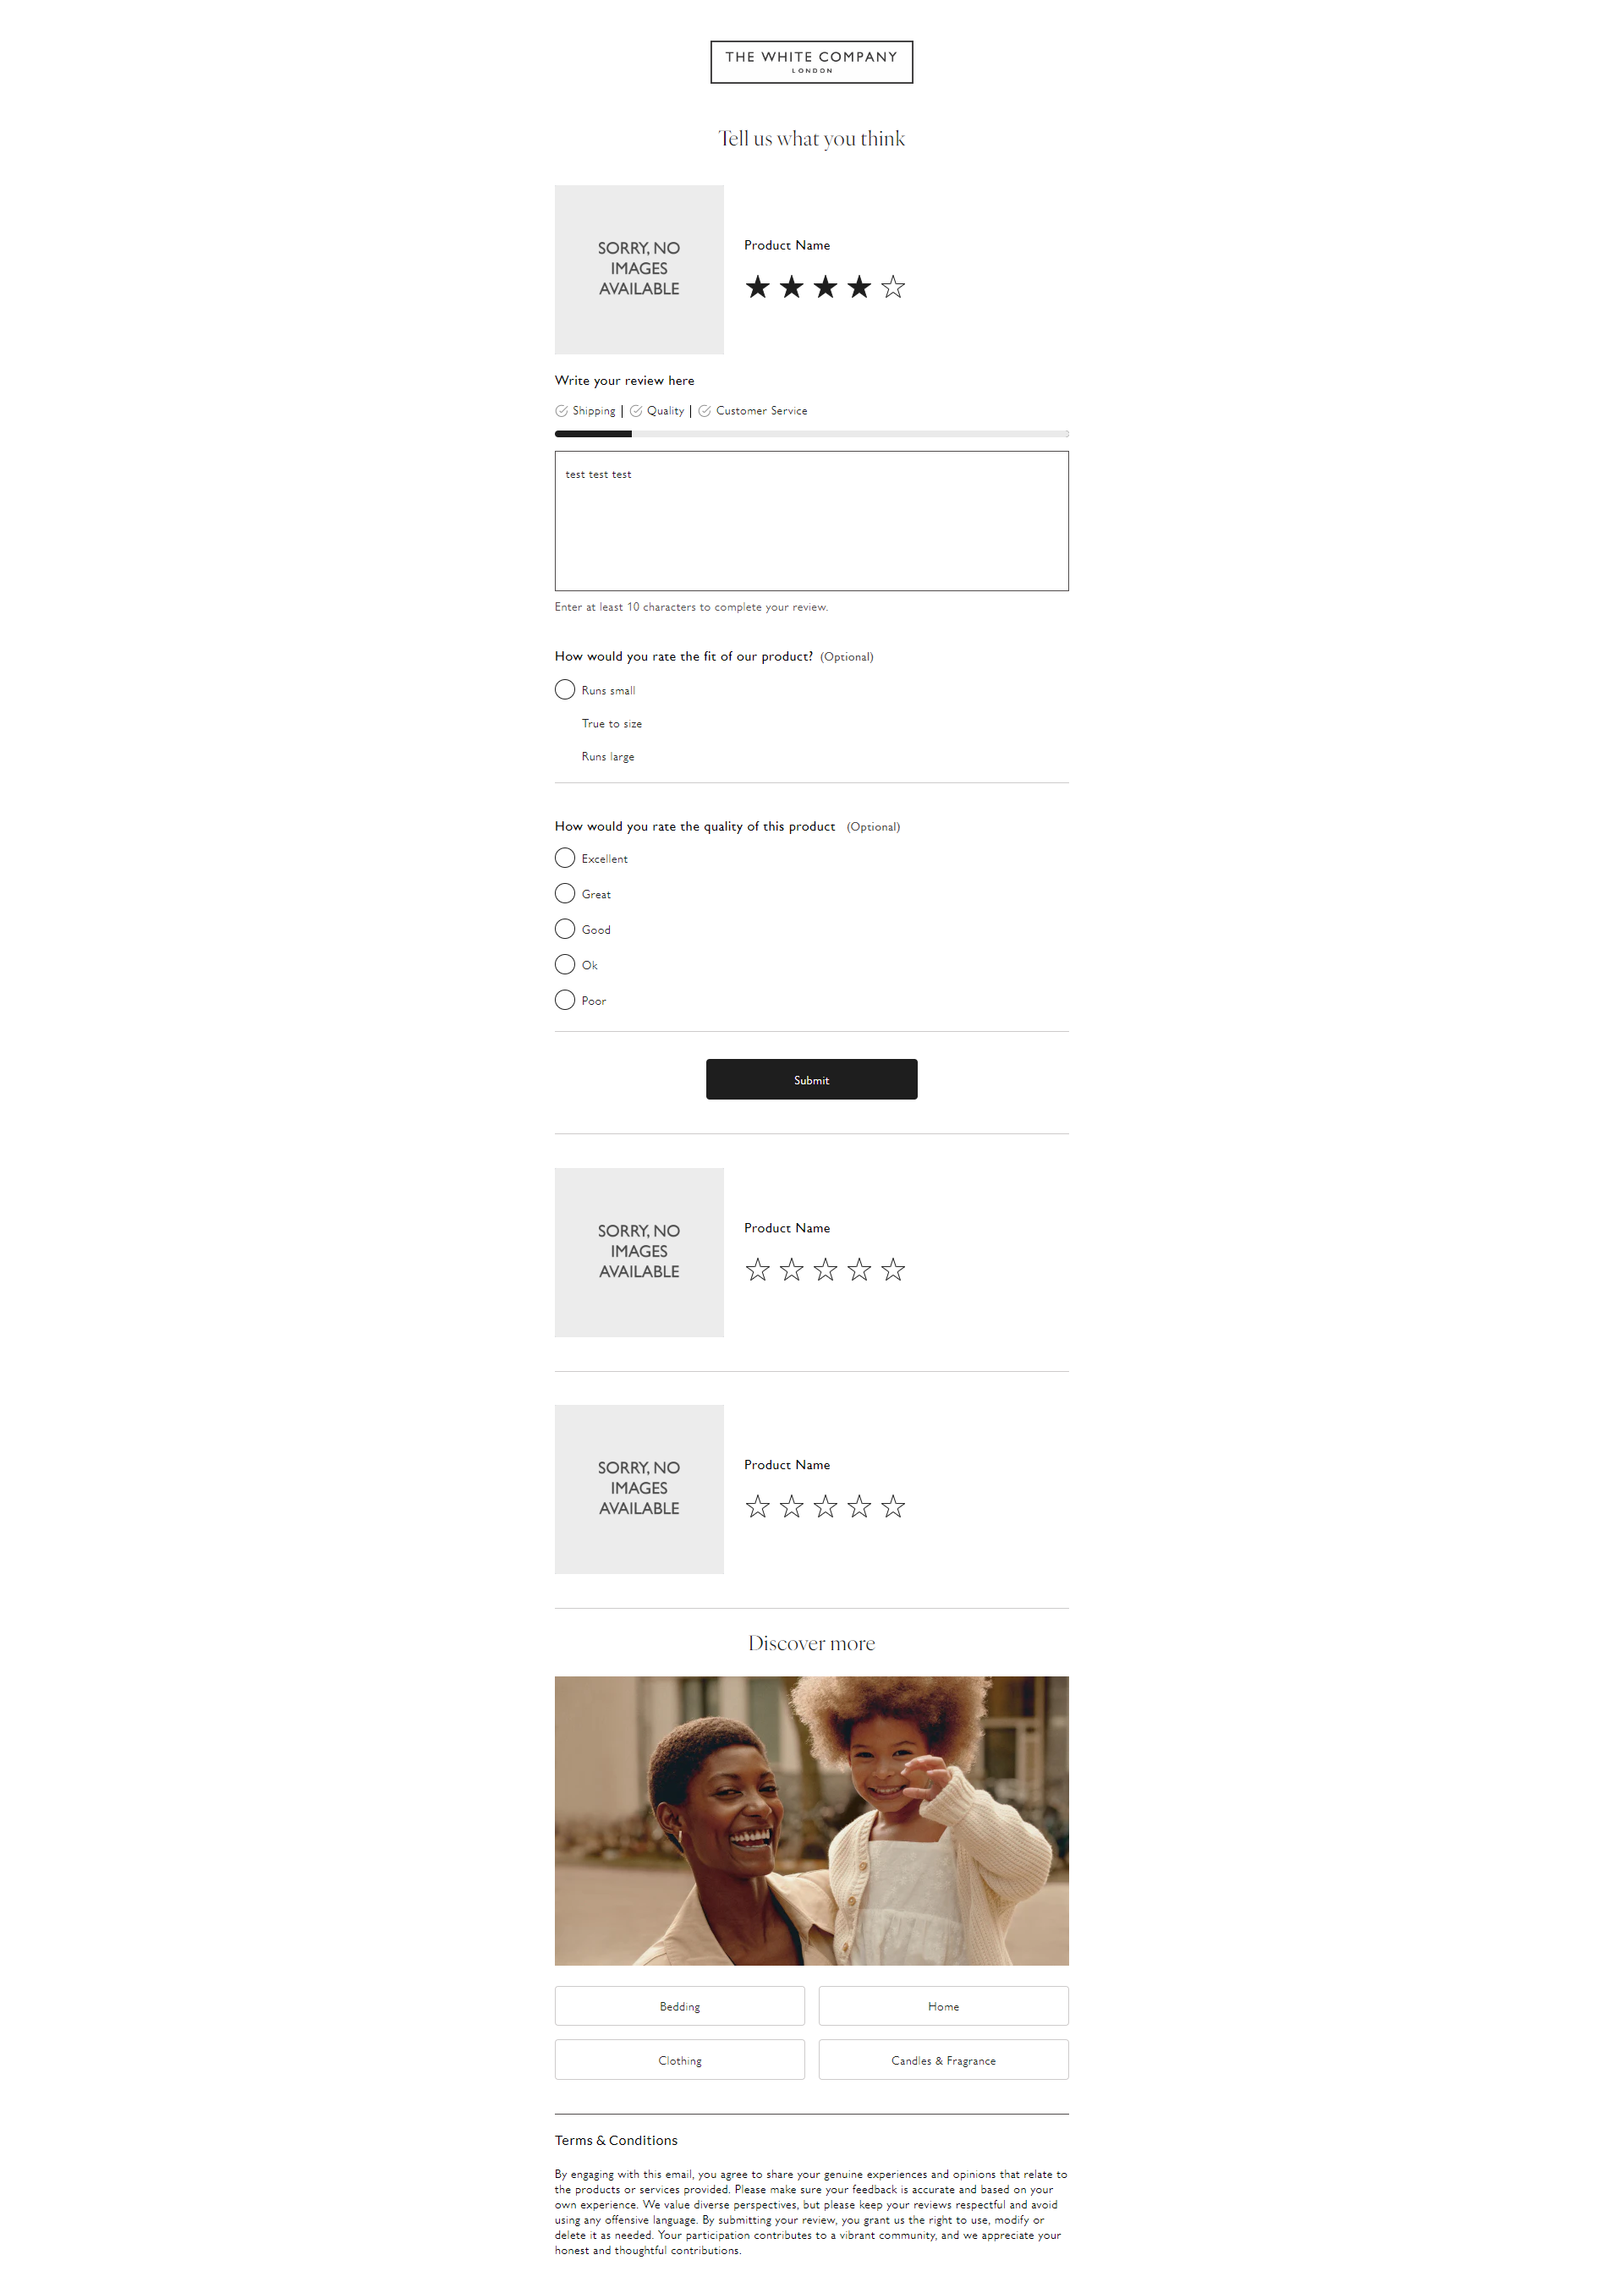 THE WHITE COMPANY
LONDON
Tell us what you think
SORRY, NO
IMAGES
AVAILABLE
Product Name
Write your review here
Shipping | Quality | Customer Service
test test test
Enter at least 10 characters to complete your review.
How would you rate the fit of our product? (Optional)
Runs small
True to size
Runs large
How would you rate the quality of this product (Optional)
Excellent
Great
Good
Ok
Poor
Submit
SORRY, NO
IMAGES
AVAILABLE
Product Name
SORRY, NO
IMAGES
AVAILABLE
Product Name
Discover more
Bedding
Home
Clothing
Candles & Fragrance
Terms & Conditions
By engaging with this email, you agree to share your genuine experiences and opinions that relate to
the products or services provided. Please make sure your feedback is accurate and based on your
own experience. We value diverse perspectives, but please keep your reviews respectful and avoid
using any offensive language. By submitting your review, you grant us the right to use, modify or
delete it as needed. Your participation contributes to a vibrant community, and we appreciate your
honest and thoughtful contributions.